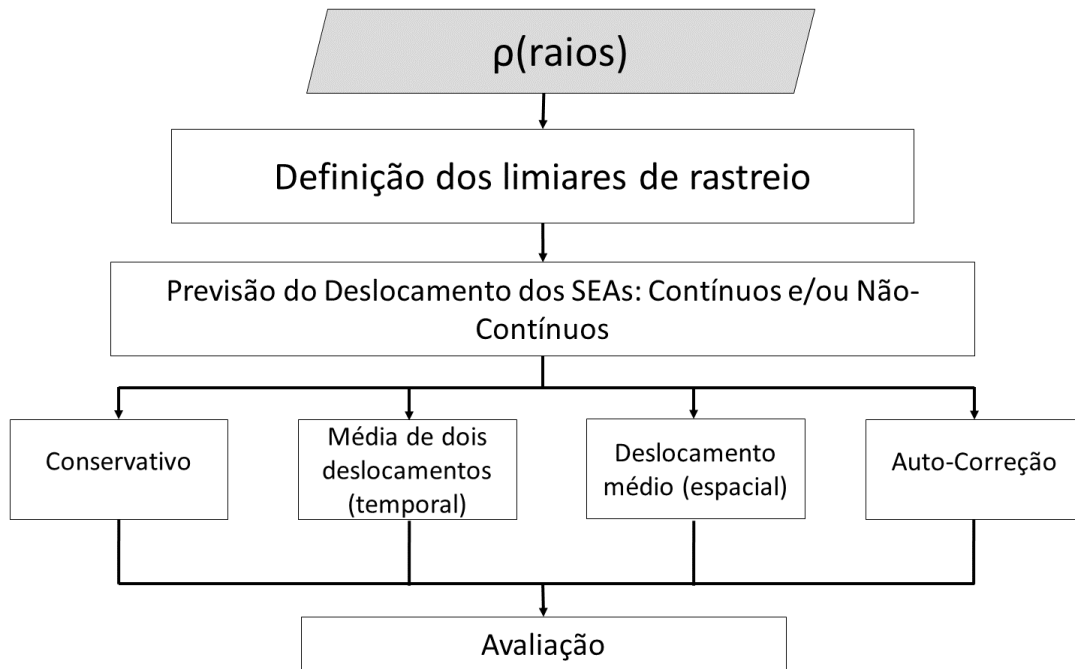 ρ(raios)
Definição dos limiares de rastreio
Previsão do Deslocamento dos SEAs: Contínuos e/ou Não-
Contínuos
Conservativo
Média de dois
deslocamentos
(temporal)
Deslocamento
médio (espacial)
Auto-Correção
Avaliação